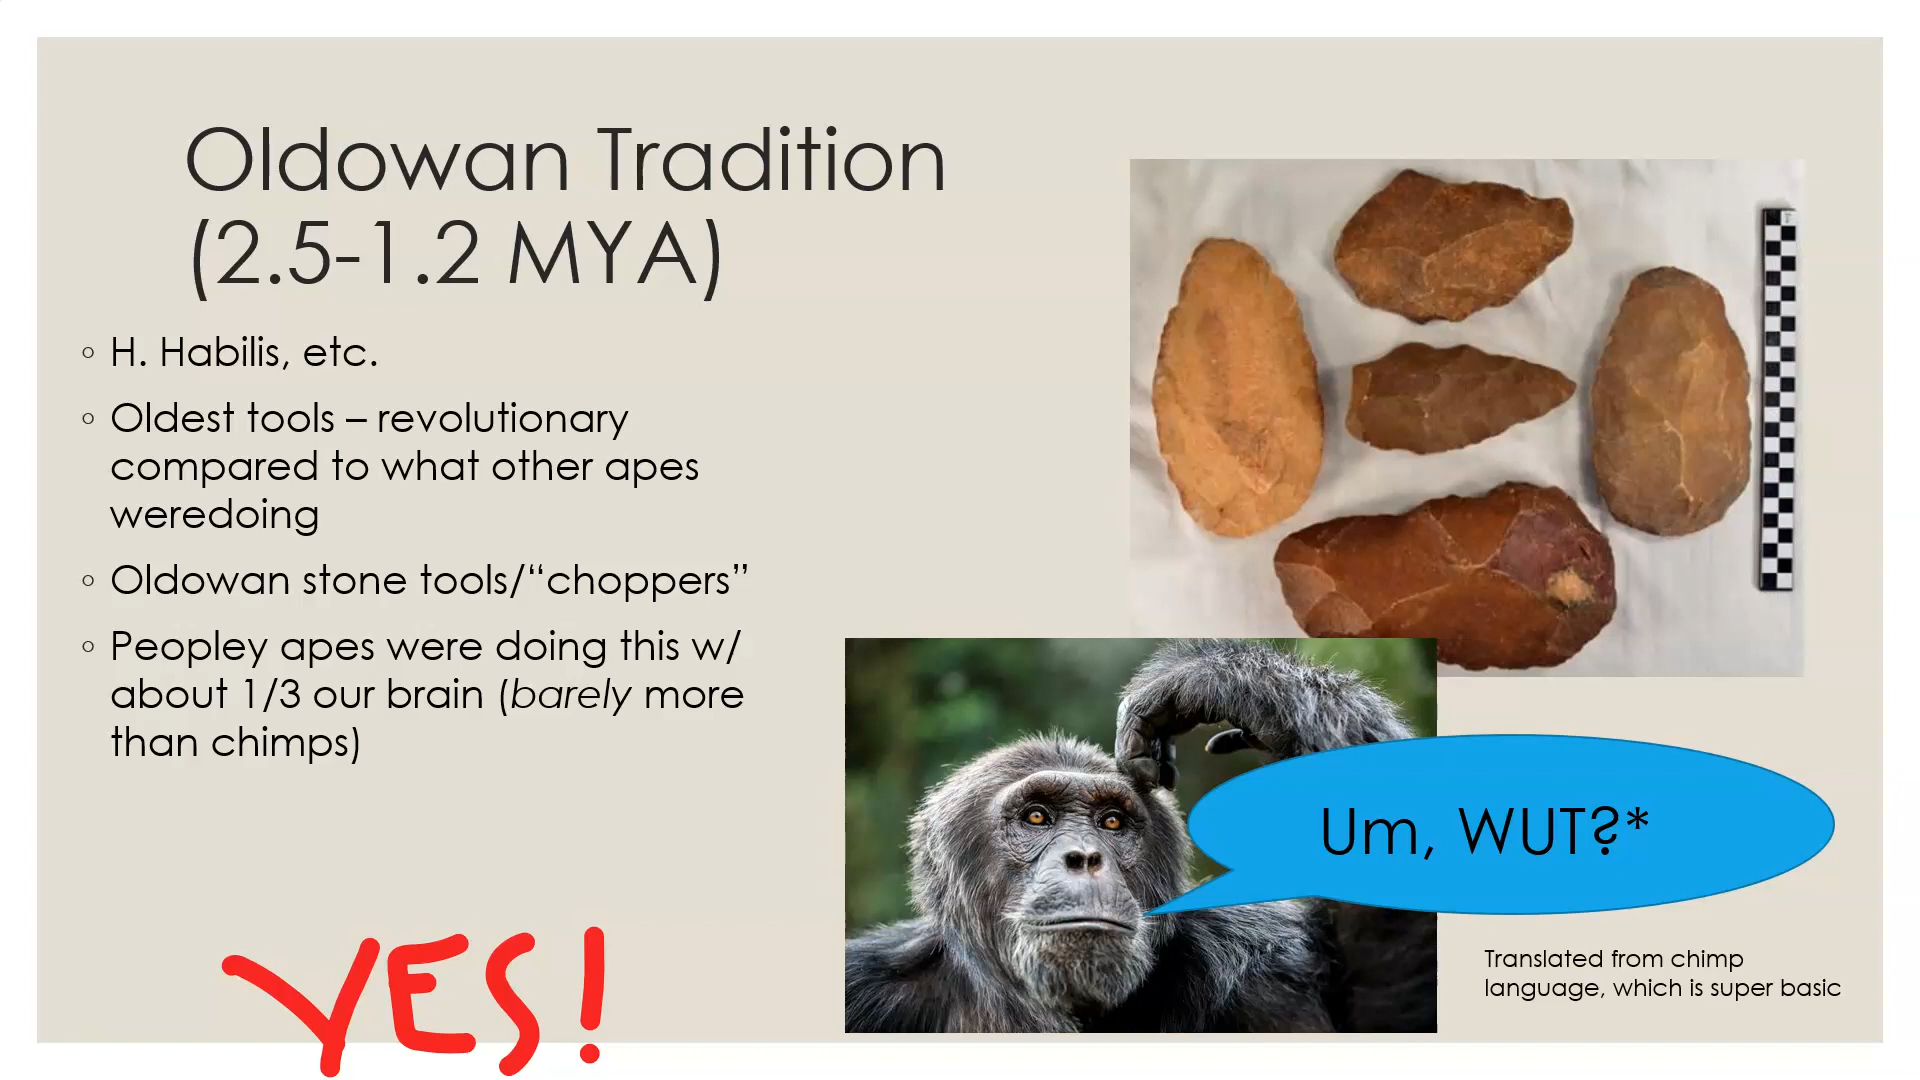 Oldowan Tradition
(2.5-1.2 MYA)
◦ H. Habilis, etc.
◦ Oldest tools – revolutionary
compared to what other apes
weredoing
◦ Oldowan stone tools/“choppers”
◦ Peopley apes were doing this w/
about 1/3 our brain (barely more
than chimps)
Um, WUT?*
Translated from chimp
language, which is super basic
YES!